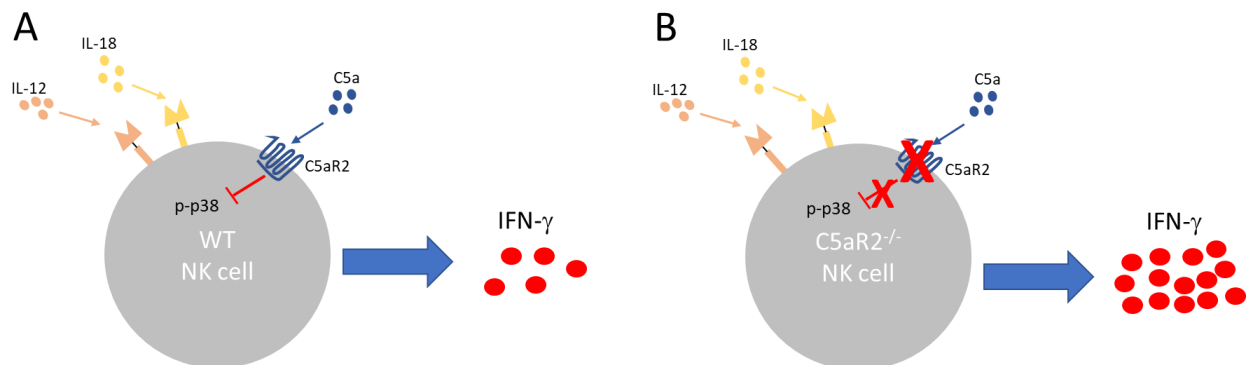 A
IL-18
IL-12
C5a
C5aR2
p-p38
WT
NK cell
IFN-γ
B
IL-18
IL-12
C5a
C5aR2
p-p38
C5aR2-/-
NK cell
IFN-γ